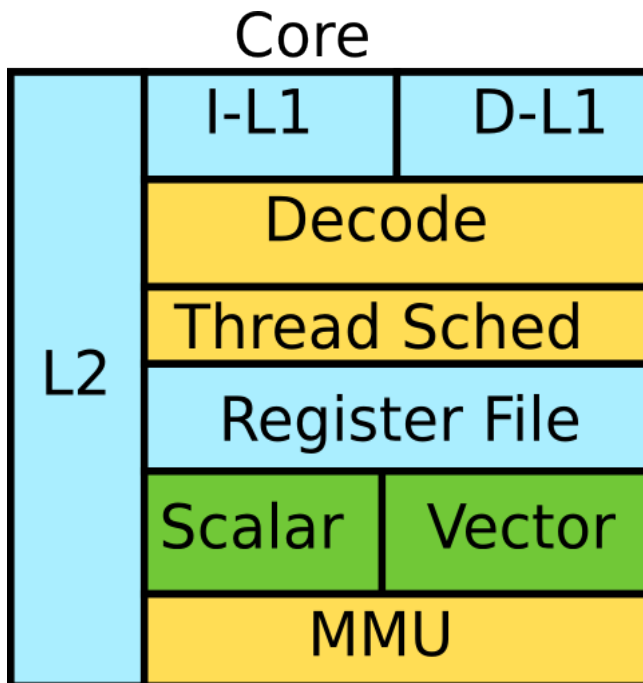 Core
I-L1 D-L1
Decode
Thread Sched
L2
Register File
Scalar Vector
MMU